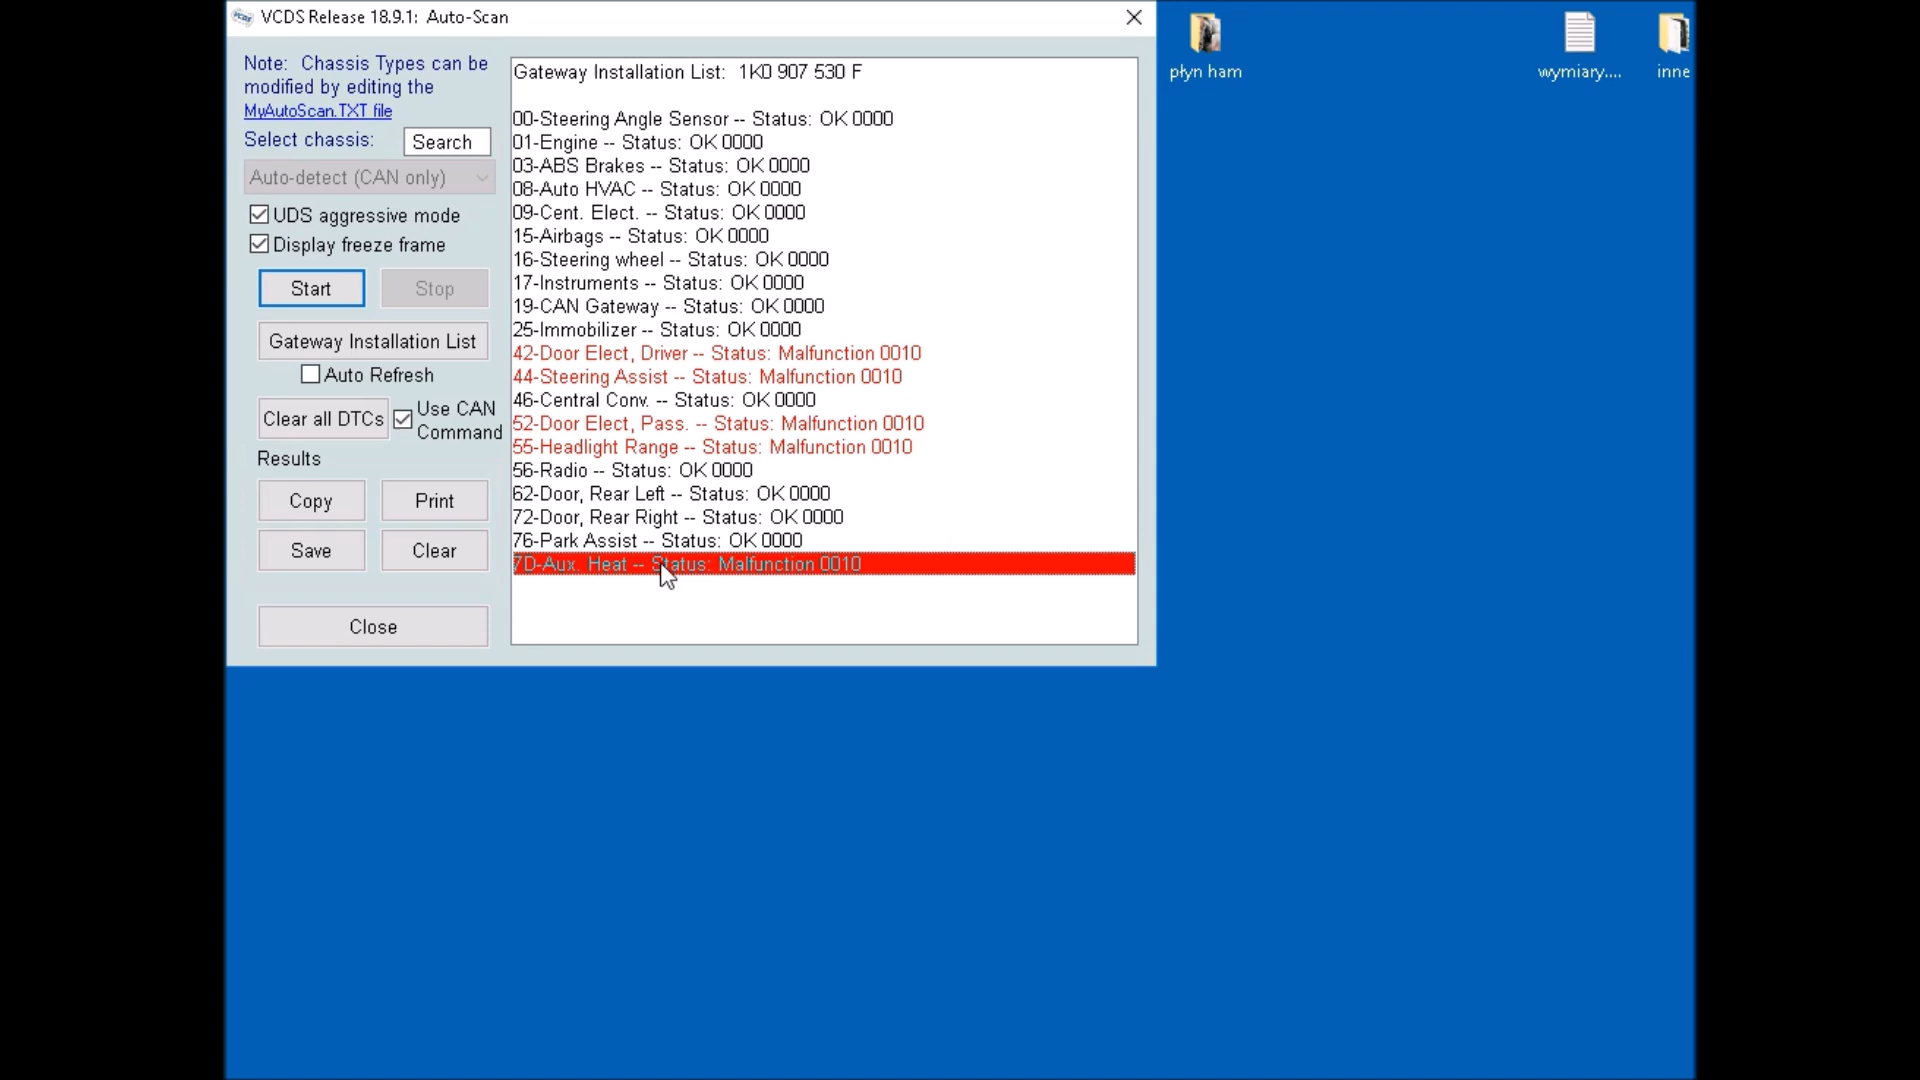 VCDS Release 18.9.1: Auto-Scan
Note: Chassis Types can be
modified by editing the
MyAutoScan.TXT file
Select chassis:
Search
Auto-detect (CAN only)
UDS aggressive mode
Display freeze frame
Start
Stop
Gateway Installation List
Auto Refresh
Clear all DTCs
Use CAN
Command
Results
Copy
Print
Save
Clear
Close
Gateway Installation List: 1K0 907 530 F
00-Steering Angle Sensor -- Status: OK 0000
01-Engine -- Status: OK 0000
03-ABS Brakes -- Status: OK 0000
08-Auto HVAC -- Status: OK 0000
09-Cent. Elect. -- Status: OK 0000
15-Airbags -- Status: OK 0000
16-Steering wheel -- Status: OK 0000
17-Instruments -- Status: OK 0000
19-CAN Gateway -- Status: OK 0000
25-Immobilizer -- Status: OK 0000
42-Door Elect, Driver -- Status: Malfunction 0010
44-Steering Assist -- Status: Malfunction 0010
46-Central Conv. -- Status: OK 0000
52-Door Elect, Pass. -- Status: Malfunction 0010
55-Headlight Range -- Status: Malfunction 0010
56-Radio -- Status: OK 0000
62-Door, Rear Left -- Status: OK 0000
72-Door, Rear Right -- Status: OK 0000
76-Park Assist -- Status: OK 0000
7D-Aux. Heat -- Status: Malfunction 0010
płyn ham
wymiary....
inne